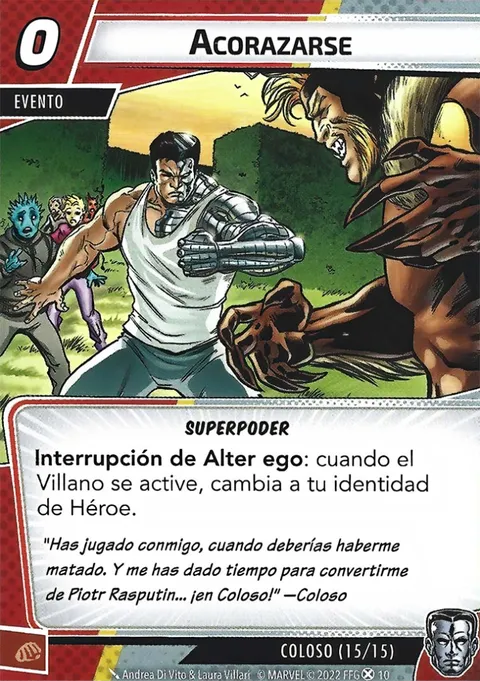 0
ACORAZARSE
EVENTO
SUPERPODER
Interrupción de Alter ego: cuando el
Villano se active, cambia a tu identidad
de Héroe.
"Has jugado conmigo, cuando deberías haberme
matado. Y me has dado tiempo para convertirme
de Piotr Rasputin... ¡en Coloso!" —Coloso
COLOSO (15/15)
Andrea Di Vito & Laura Villari © MARVEL © 2022 FFG 10